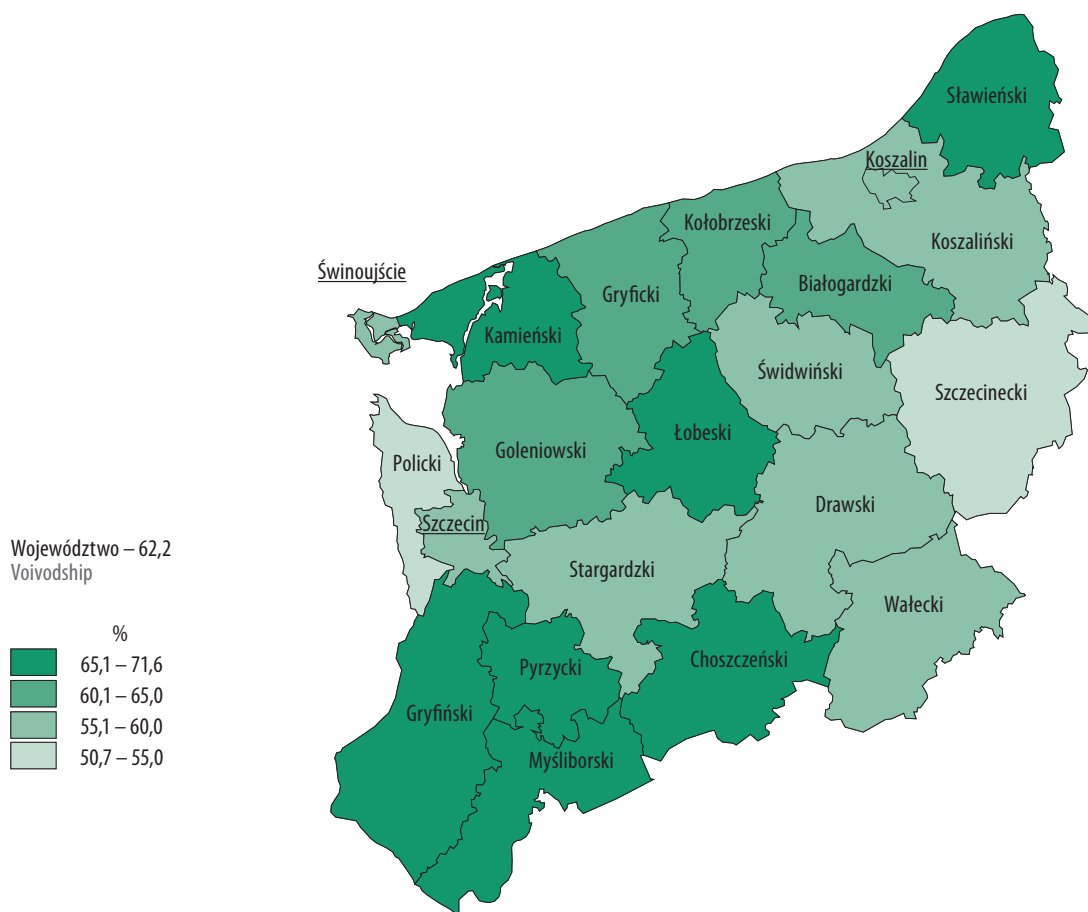 Sławieński
Koszalin
Kołobrzeski
Koszaliński
Świnoujście
Gryficki
Białogardzki
Kamieński
Świdwiński
Szczecinecki
Łobeski
Goleniowski
Policki
Drawski
Szczecin
Województwo – 62,2
Voivodship
Stargardzki
Wałecki
%
65,1 – 71,6
60,1 – 65,0
55,1 – 60,0
50,7 – 55,0
Pyrzycki
Choszczeński
Gryfiński
Myśliborski